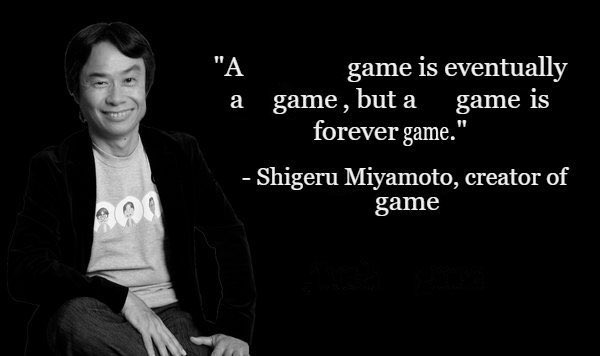 "A game is eventually
a game , but a game is
forever game."
- Shigeru Miyamoto, creator of
game